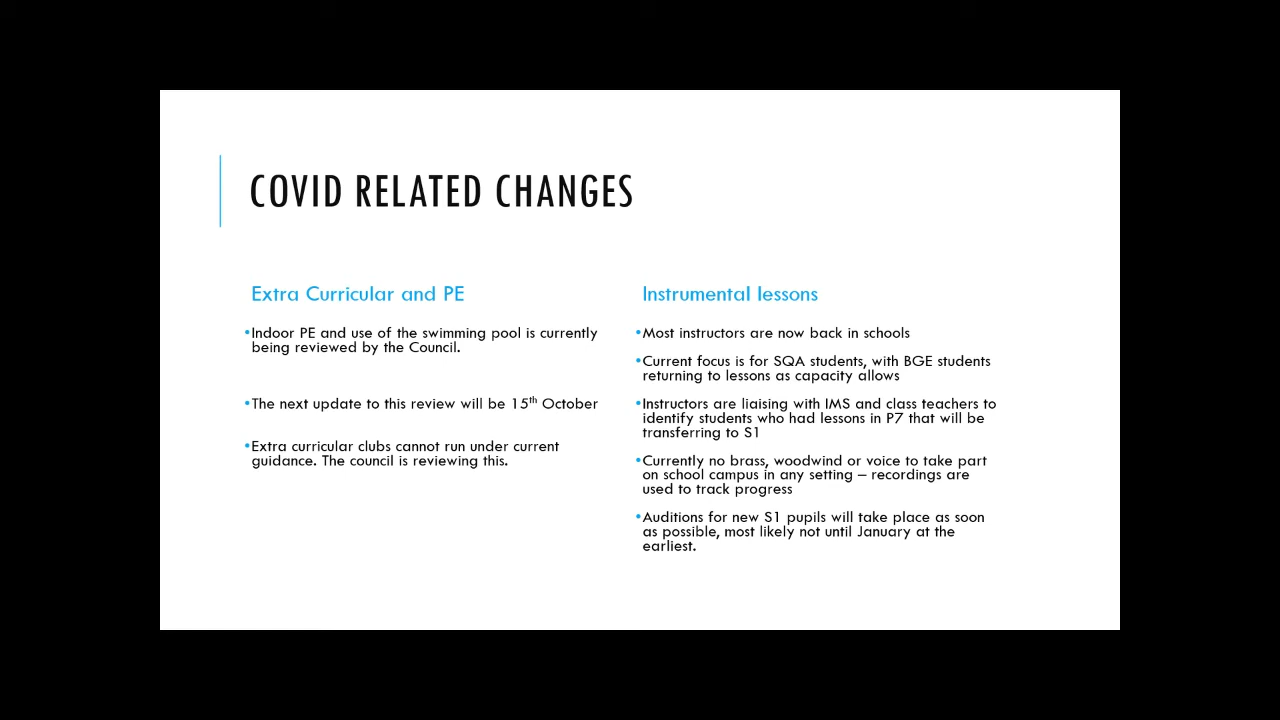 COVID RELATED CHANGES
Extra Curricular and PE
•Indoor PE and use of the swimming pool is currently
being reviewed by the Council.
•The next update to this review will be 15th October
•Extra curricular clubs cannot run under current
guidance. The council is reviewing this.
Instrumental lessons
•Most instructors are now back in schools
•Current focus is for SQA students, with BGE students
returning to lessons as capacity allows
•Instructors are liaising with IMS and class teachers to
identify students who had lessons in P7 that will be
transferring to S1
•Currently no brass, woodwind or voice to take part
on school campus in any setting – recordings are
used to track progress
•Auditions for new S1 pupils will take place as soon
as possible, most likely not until January at the
earliest.